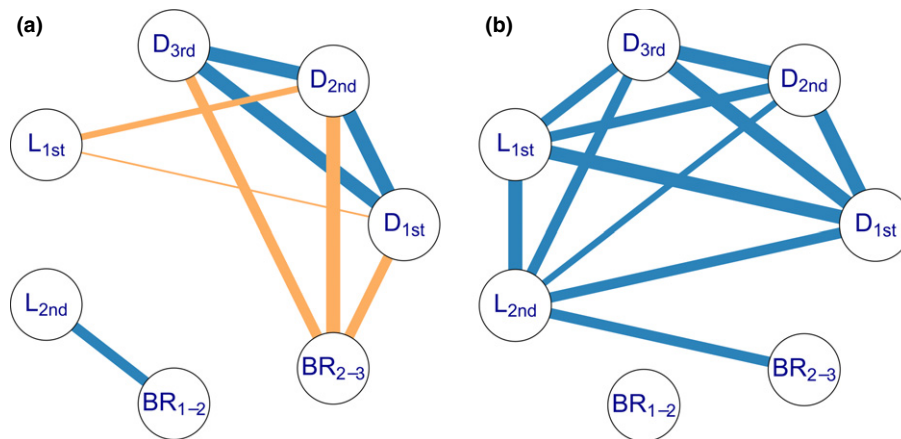 (a)
D3rd
D2nd
L1st
D1st
L2nd
BR2–3
BR1–2
(b)
D3rd
D2nd
L1st
D1st
L2nd
BR2–3
BR1–2